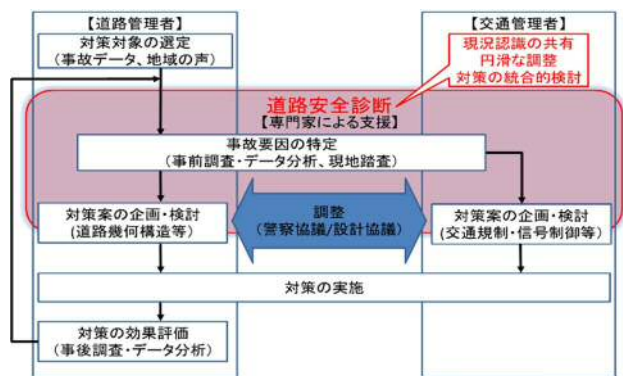 【道路管理者】
【交通管理者】
対策対象の選定
(事故データ、地域の声)
現況認識の共有
円滑な調整
対策の統合的検討
道路安全診断
【専門家による支援】
事故要因の特定
(事前調査・データ分析、現地踏査)
対策案の企画・検討
(道路幾何構造等)
調整
(警察協議/設計協議)
対策案の企画・検討
(交通規制・信号制御等)
対策の実施
対策の効果評価
(事後調査・データ分析)